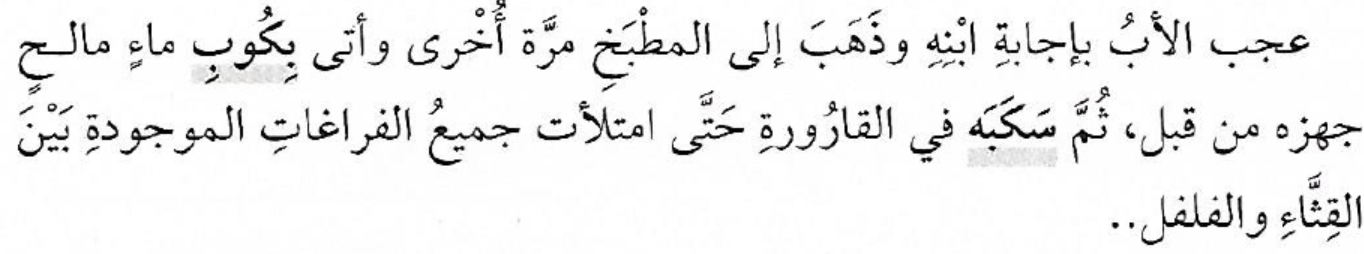 عجب الأبُ بإجابةِ ابْنِهِ وذَهَبَ إلى المطْبَخِ مرَّة أُخْرى وأتى بِكُوبِ ماءٍ مالـحٍ
جهزه من قبل، ثُمَّ سَكَبَه في القارُورةِ حَتَّى امتلأت جميعُ الفراغاتِ الموجودةِ بَيْنَ
القِثَّاءِ والفلفل..